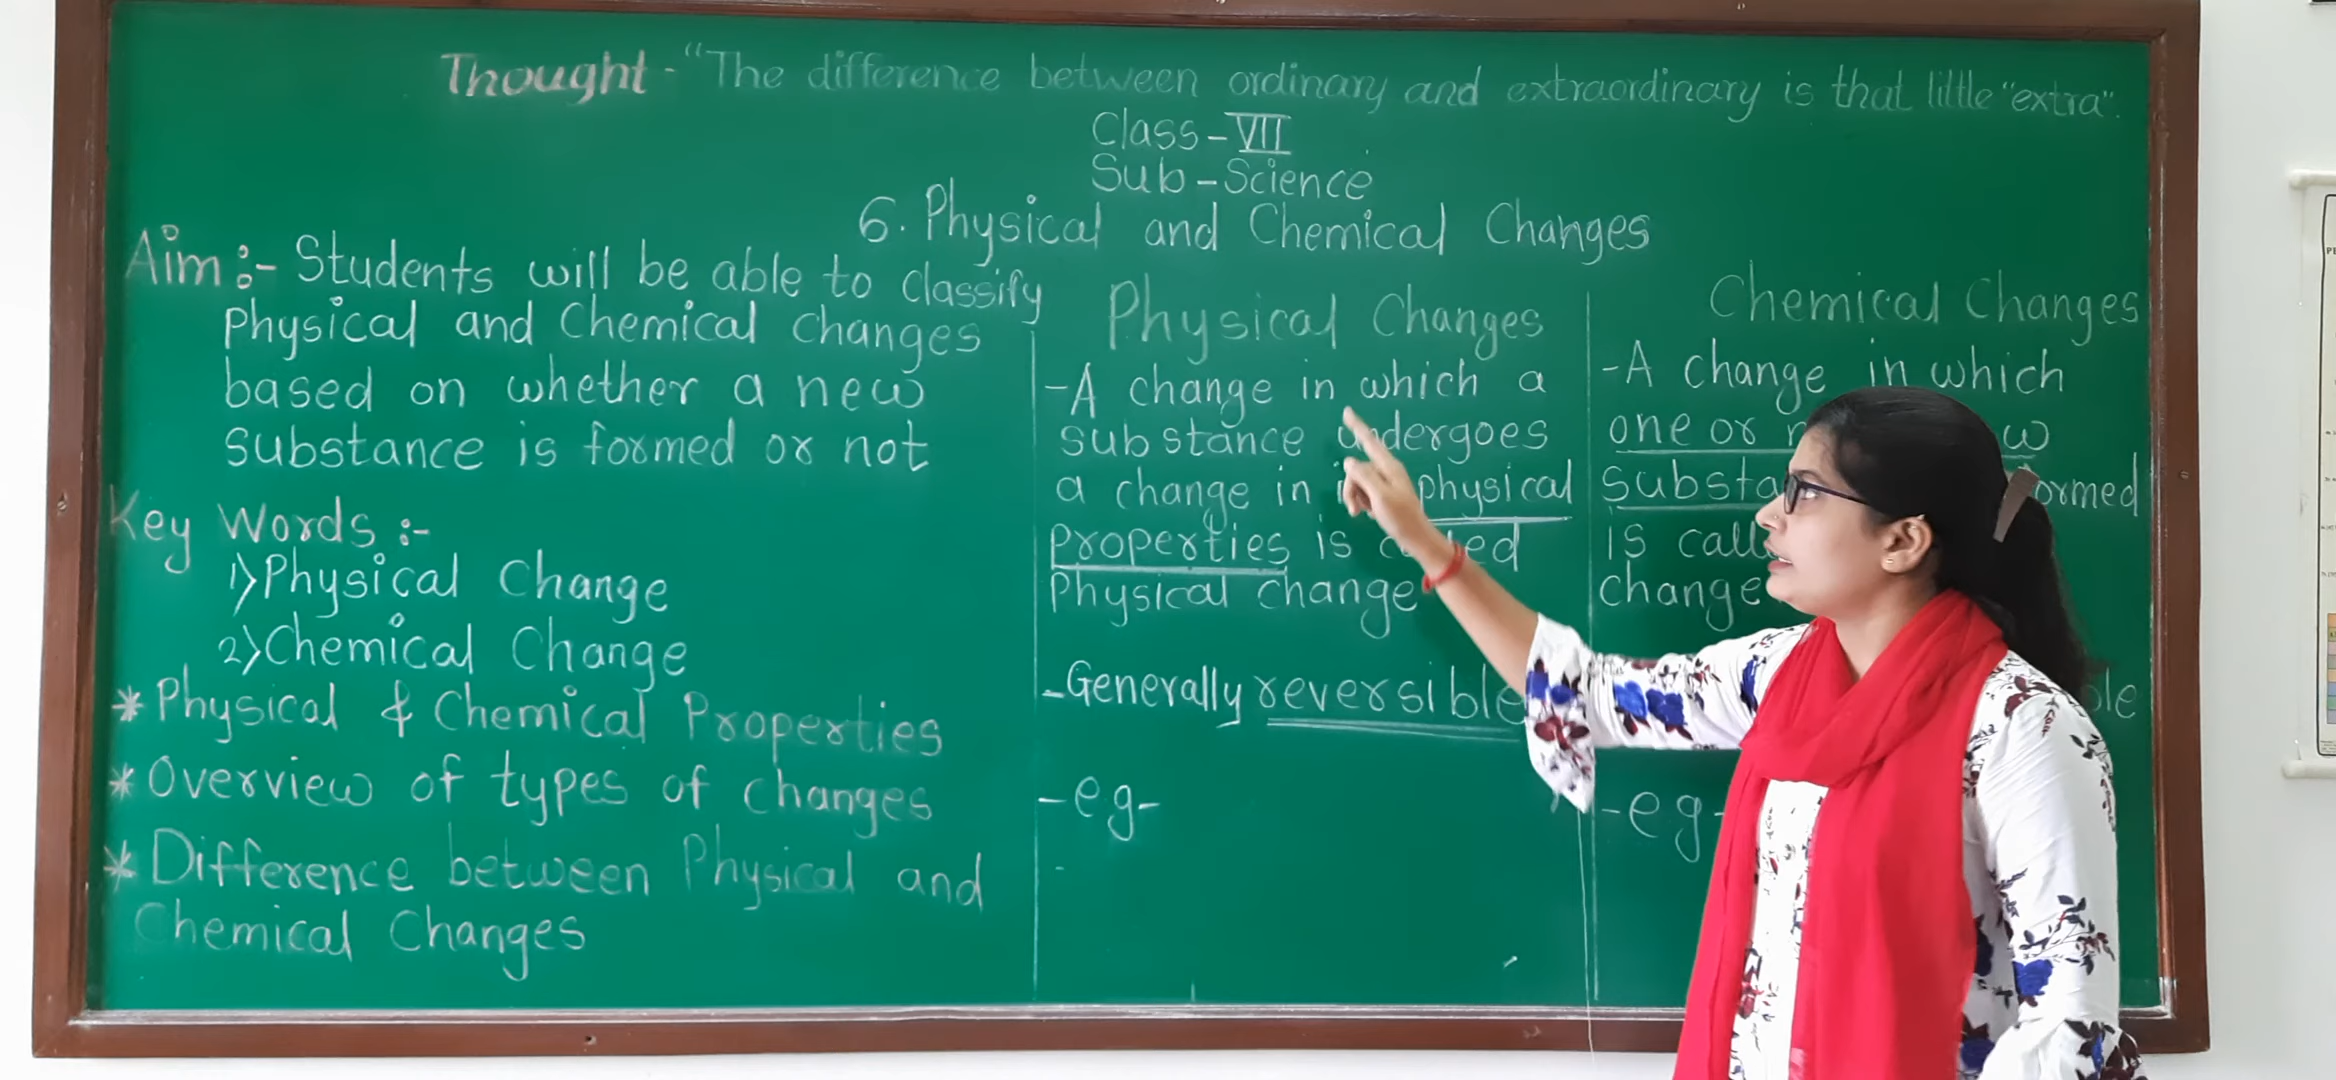 Thought - "The difference between ordinary and extraordinary is that little "extra".
Class - VII
Sub - Science
6. Physical and Chemical Changes
Aim :- Students will be able to classify
Physical and Chemical changes
based on whether a new
substance is formed or not
Key Words :-
1) Physical Change
2) Chemical Change
* Physical & Chemical Properties
* Overview of types of changes
* Difference between Physical and
Chemical Changes
Physical Changes
- A change in which a
substance undergoes
a change in physical
properties is called
Physical change
- Generally reversible
- eg -
Chemical Changes
- A change in which
one or
formed
is
change
- eg -